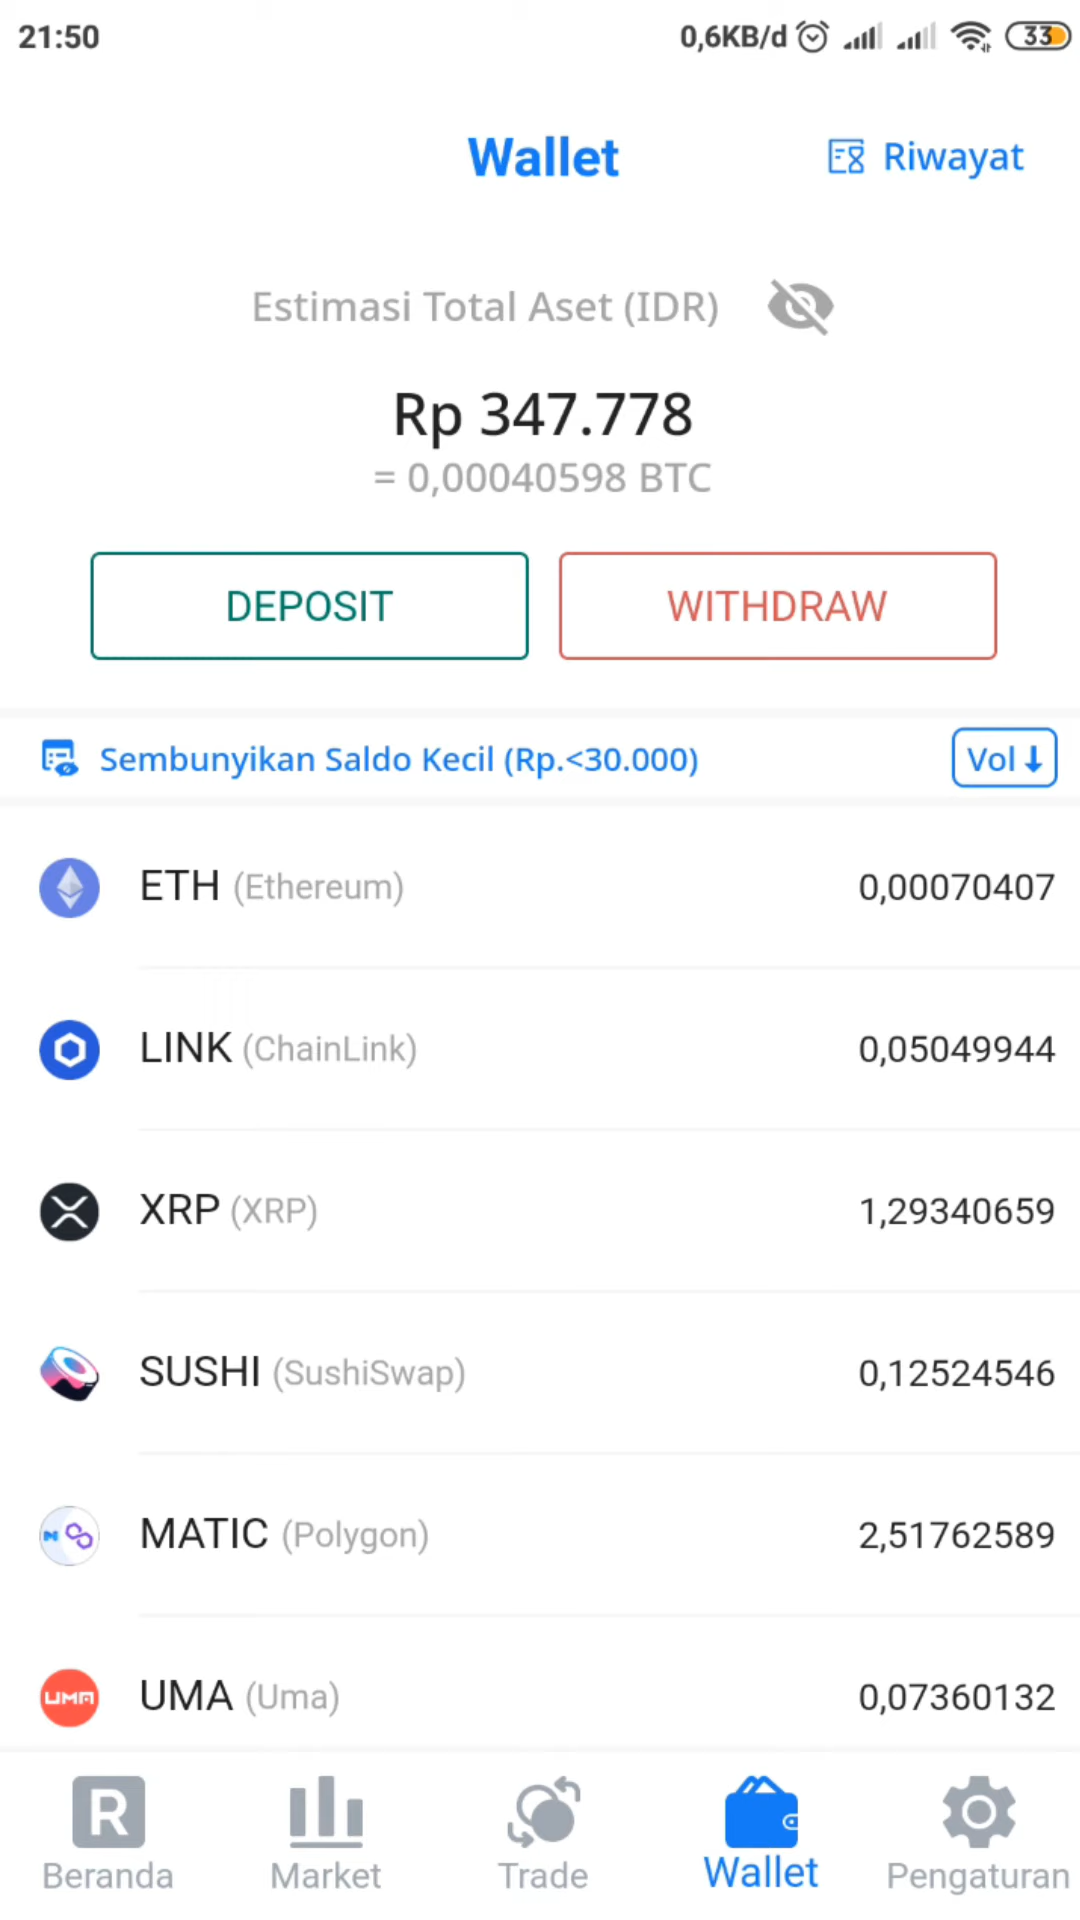 21:50 0,6KB/d 33
Wallet Riwayat
Estimasi Total Aset (IDR)
Rp 347.778
= 0,00040598 BTC
DEPOSIT WITHDRAW
Sembunyikan Saldo Kecil (Rp.<30.000) Vol
ETH (Ethereum) 0,00070407
LINK (ChainLink) 0,05049944
XRP (XRP) 1,29340659
SUSHI (SushiSwap) 0,12524546
MATIC (Polygon) 2,51762589
UMA UMA (Uma) 0,07360132
R
Beranda Market Trade Wallet Pengaturan